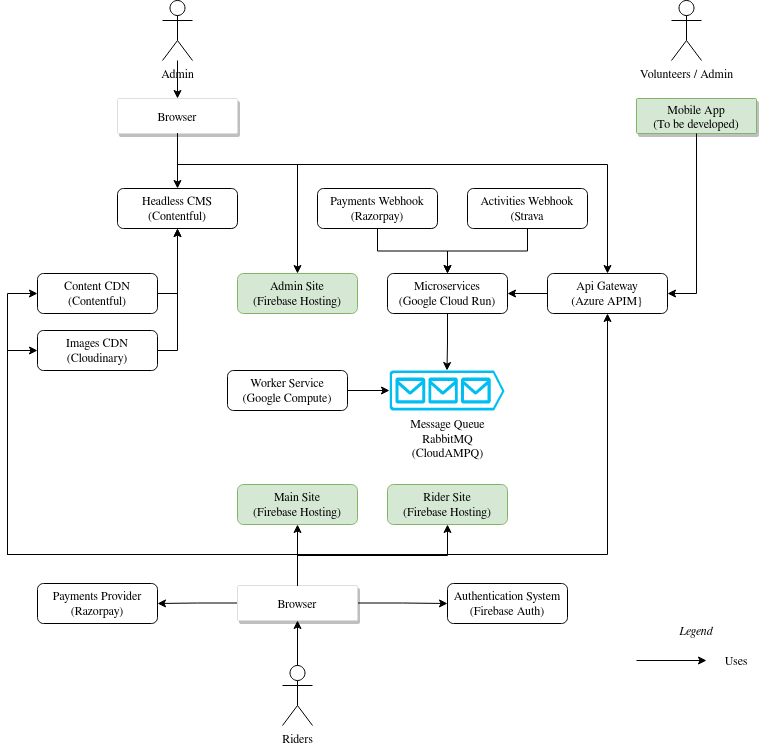 Admin
Volunteers / Admin
Browser
Mobile App
(To be developed)
Headless CMS
(Contentful)
Payments Webhook
(Razorpay)
Activities Webhook
(Strava
Content CDN
(Contentful)
Admin Site
(Firebase Hosting)
Microservices
(Google Cloud Run)
Api Gateway
(Azure APIM}
Images CDN
(Cloudinary)
Worker Service
(Google Compute)
Message Queue
RabbitMQ
(CloudAMPQ)
Main Site
(Firebase Hosting)
Rider Site
(Firebase Hosting)
Payments Provider
(Razorpay)
Browser
Authentication System
(Firebase Auth)
Legend
Uses
Riders